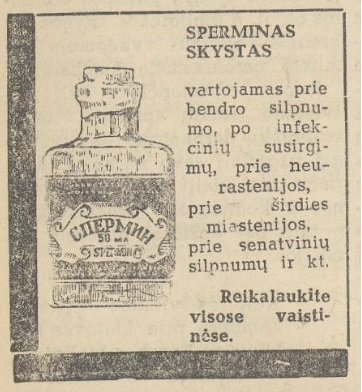 SPERMINAS
SKYSTAS
vartojamas prie
bendro silpnu-
mo, po infek-
cinių susirgi-
mų, prie neu-
rastenijos,
prie širdies
miastenijos,
prie senatvinių
silpnumų ir kt.
Reikalaukite
visose vaisti-
nėse.
СПЕРМИН
50 мл